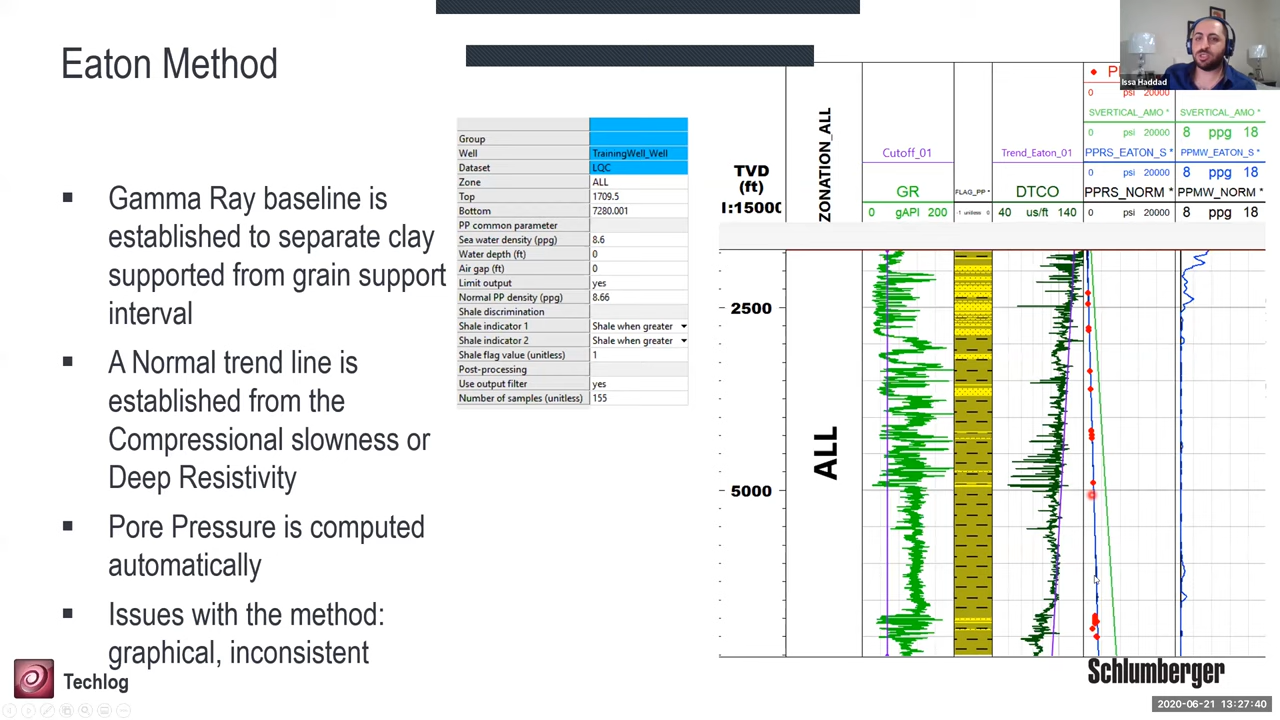 Eaton Method
Issa Haddad
▪ Gamma Ray baseline is
established to separate clay
supported from grain support
interval
▪ A Normal trend line is
established from the
Compressional slowness or
Deep Resistivity
▪ Pore Pressure is computed
automatically
▪ Issues with the method:
graphical, inconsistent
Techlog
Group
Well TrainingWell_Well
Dataset LQC
Zone ALL
Top 1709.5
Bottom 7280.001
PP common parameter
Sea water density (ppg) 8.6
Water depth (ft) 0
Air gap (ft) 0
Limit output yes
Normal PP density (ppg) 8.66
Shale discrimination
Shale indicator 1 Shale when greater
Shale indicator 2 Shale when greater
Shale flag value (unitless) 1
Post-processing
Use output filter yes
Number of samples (unitless) 155
TVD
(ft)
1:15000
ZONATION_ALL
Cutoff_01
GR
0 gAPI 200
FLAG_PP *
-1 unitless 0
Trend_Eaton_01
DTCO
40 us/ft 140
0 psi 20000
SVERTICAL_AMO * SVERTICAL_AMO *
0 psi 20000 8 ppg 18
PPRS_EATON_S * PPMW_EATON_S *
0 psi 20000 8 ppg 18
PPRS_NORM * PPMW_NORM *
0 psi 20000 8 ppg 18
2500
ALL
5000
Schlumberger
2020-06-21 13:27:40